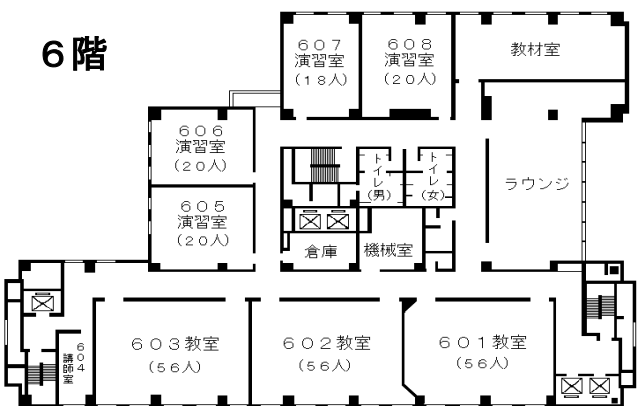 6階
607
演習室
(18人)
608
演習室
(20人)
教材室
606
演習室
(20人)
トイレ
(男)
トイレ
(女)
ラウンジ
605
演習室
(20人)
倉庫
機械室
604
講師室
603教室
(56人)
602教室
(56人)
601教室
(56人)